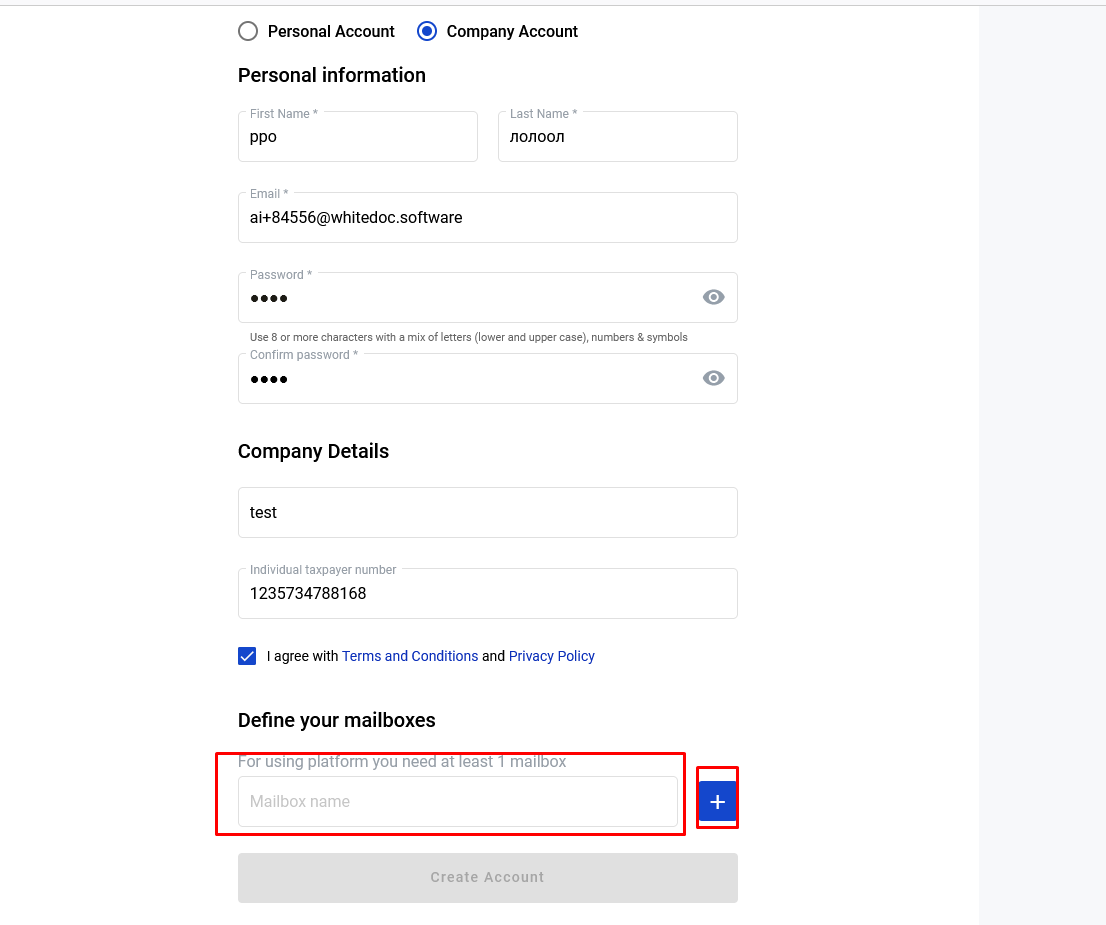 Personal Account Company Account
Personal information
First Name * Last Name *
ppo лолоол
Email *
ai+84556@whitedoc.software
Password *
••••
Use 8 or more characters with a mix of letters (lower and upper case), numbers & symbols
Confirm password *
••••
Company Details
test
Individual taxpayer number
1235734788168
I agree with Terms and Conditions and Privacy Policy
Define your mailboxes
For using platform you need at least 1 mailbox
Mailbox name
+
Create Account